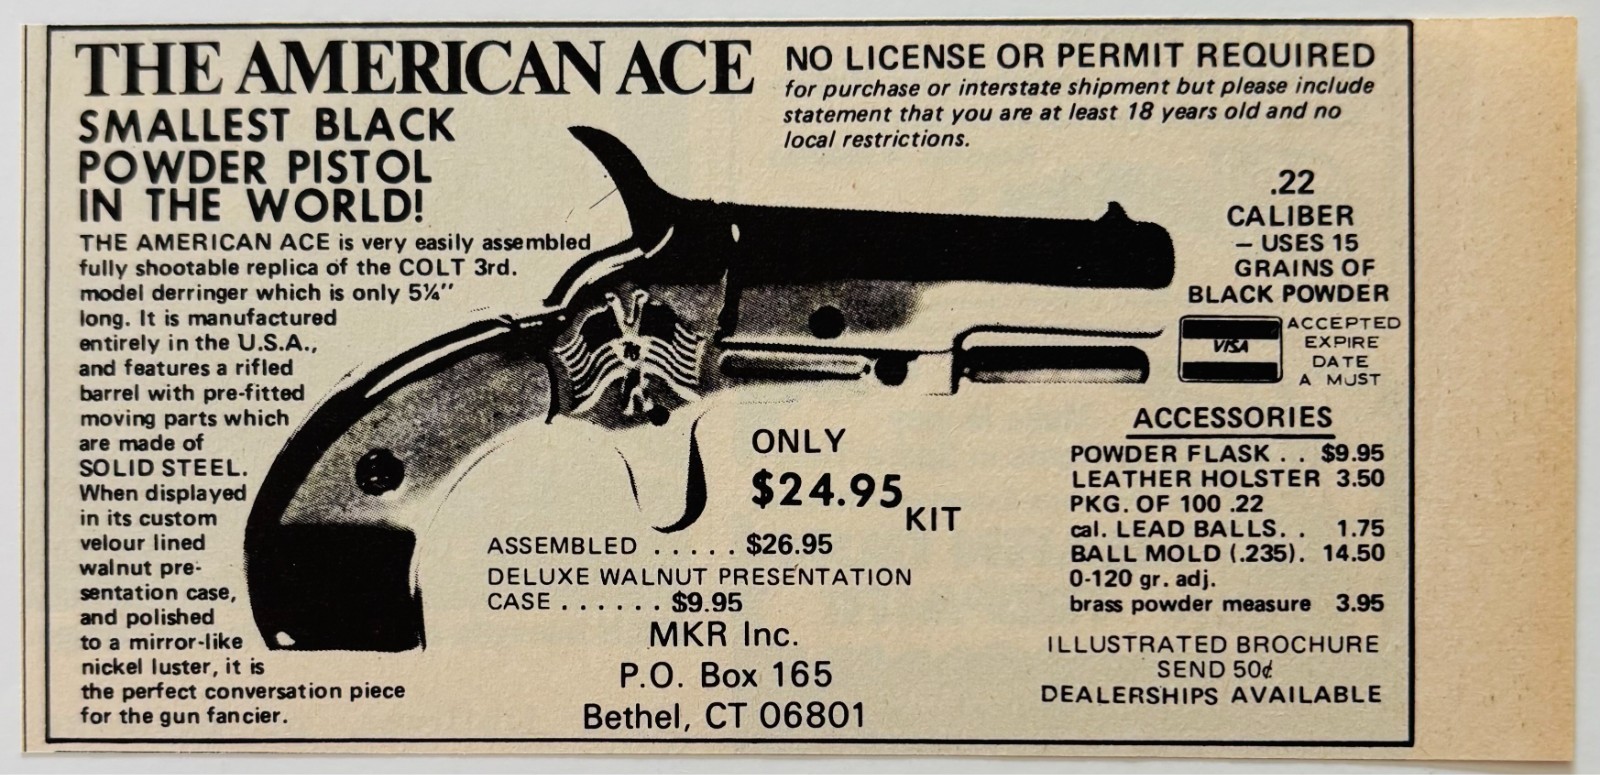 THE AMERICAN ACE
SMALLEST BLACK
POWDER PISTOL
IN THE WORLD!
THE AMERICAN ACE is very easily assembled
fully shootable replica of the COLT 3rd.
model derringer which is only 5¼"
long. It is manufactured
entirely in the U.S.A.,
and features a rifled
barrel with pre-fitted
moving parts which
are made of
SOLID STEEL.
When displayed
in its custom
velour lined
walnut pre-
sentation case,
and polished
to a mirror-like
nickel luster, it is
the perfect conversation piece
for the gun fancier.
NO LICENSE OR PERMIT REQUIRED
for purchase or interstate shipment but please include
statement that you are at least 18 years old and no
local restrictions.
.22
CALIBER
– USES 15
GRAINS OF
BLACK POWDER
VISA
ACCEPTED
EXPIRE
DATE
A MUST
ONLY
$24.95
KIT
ASSEMBLED ..... $26.95
DELUXE WALNUT PRESENTATION
CASE ...... $9.95
MKR Inc.
P.O. Box 165
Bethel, CT 06801
ACCESSORIES
POWDER FLASK .. $9.95
LEATHER HOLSTER 3.50
PKG. OF 100 .22
cal. LEAD BALLS. . 1.75
BALL MOLD (.235). 14.50
0-120 gr. adj.
brass powder measure 3.95
ILLUSTRATED BROCHURE
SEND 50¢
DEALERSHIPS AVAILABLE